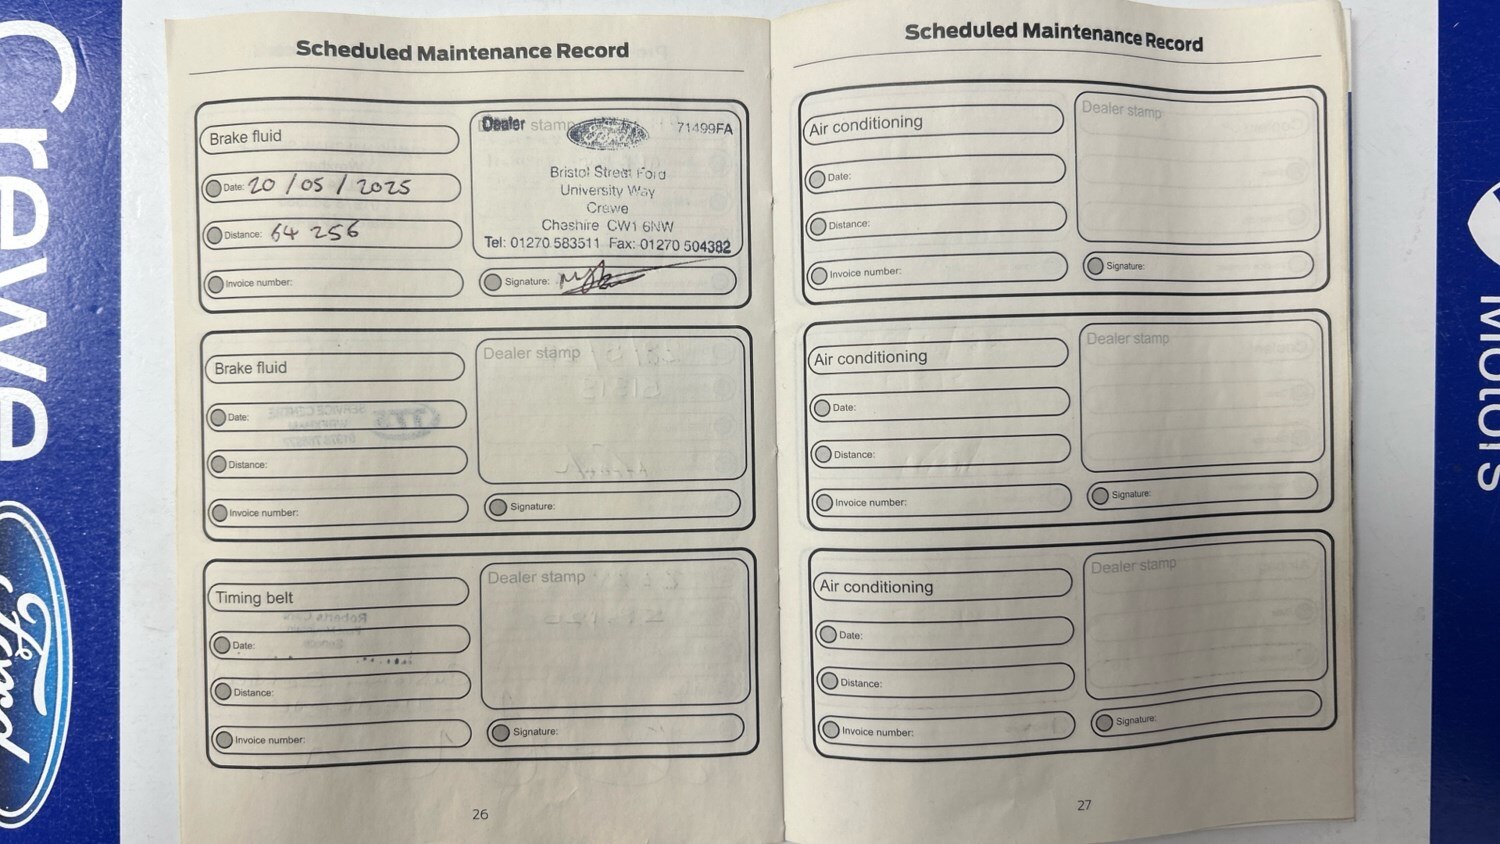 Crewe
Ford
Motors
Scheduled Maintenance Record
Brake fluid
Date: 20/05/2025
Distance: 64 256
Invoice number:
Dealer stamp
Ford
71499FA
Bristol Street Ford
University Way
Crewe
Chashire CW1 6NW
Tel: 01270 583511 Fax: 01270 504382
Signature:
Brake fluid
Date:
Distance:
Invoice number:
Dealer stamp
Signature:
Timing belt
Date:
Distance:
Invoice number:
Dealer stamp
Signature:
26
Scheduled Maintenance Record
Air conditioning
Date:
Distance:
Invoice number:
Dealer stamp
Signature:
Air conditioning
Date:
Distance:
Invoice number:
Dealer stamp
Signature:
Air conditioning
Date:
Distance:
Invoice number:
Dealer stamp
Signature:
27